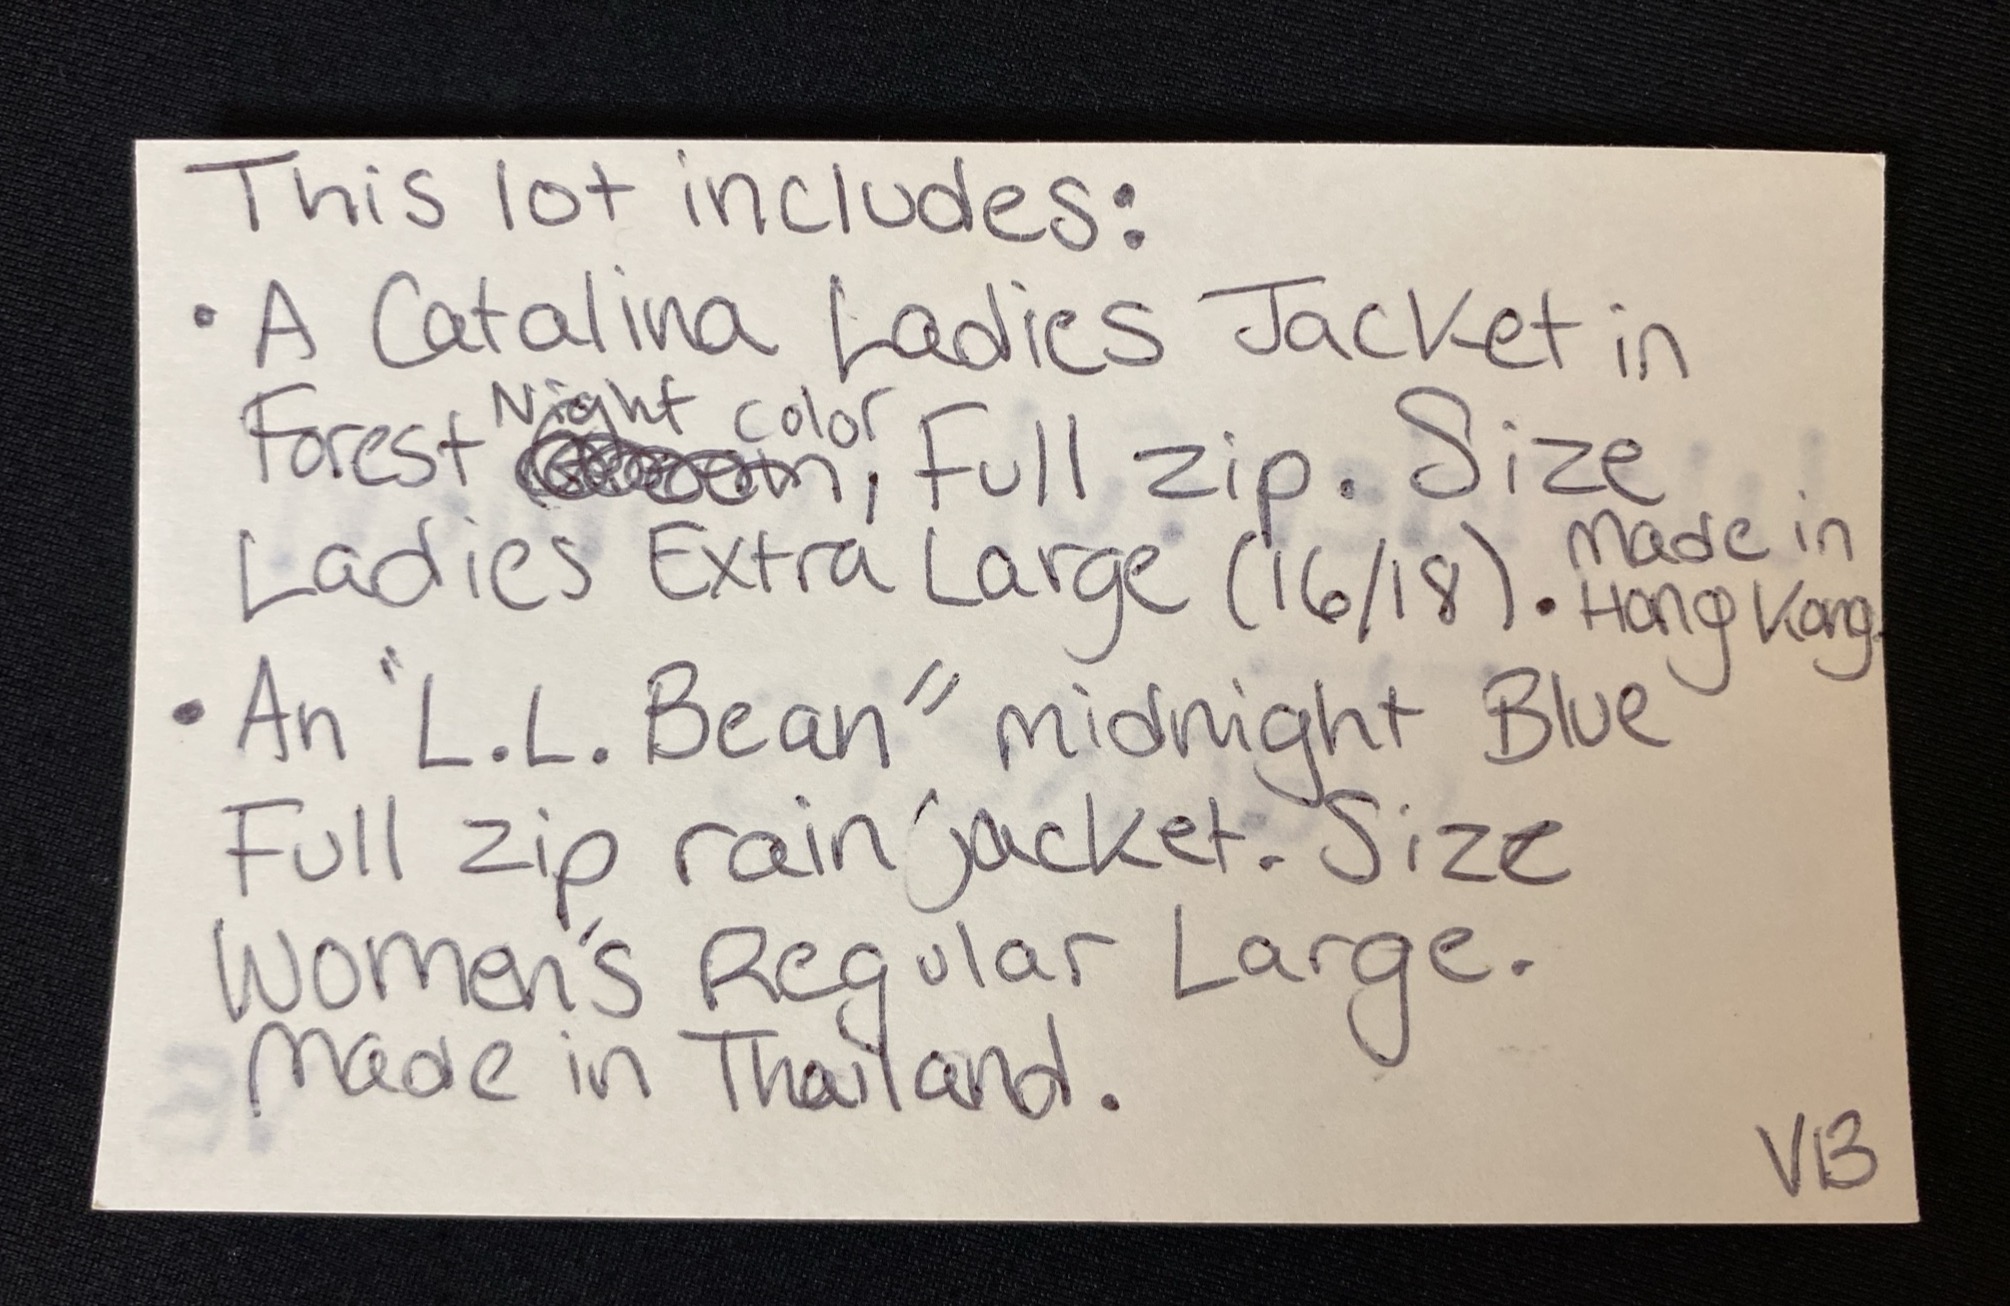 This lot includes:
• A Catalina Ladies Jacket in
Forest Night color, Full zip. Size
Ladies Extra Large (16/18). Made in
Hong Kong.
• An "L.L. Bean" midnight Blue
Full zip rain jacket. Size
Women's Regular Large.
Made in Thailand.
VB